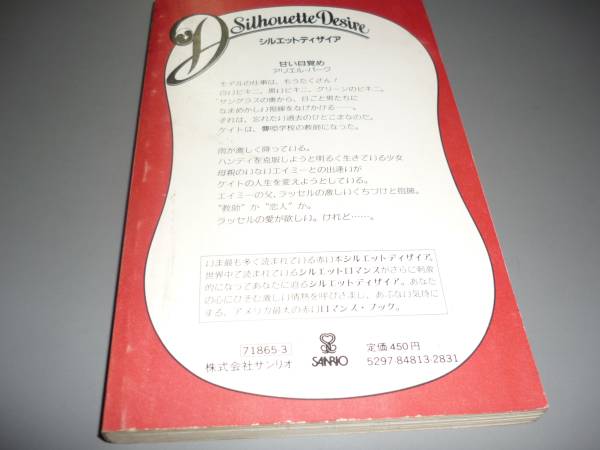 D Silhouette Desire
シルエットディザイア
甘い目覚め
アリエル・バーク
モデルの仕事は、もうたくさん!
白いビキニ、黒いビキニ、グリーンのビキニ。
サングラスの奥から、日ごと男たちに
なまめかしい視線をなげかける——。
それは、忘れたい過去のひとこまなのだ。
ケイトは、聾唖学校の教師になった。
雨が激しく降っている。
ハンディを克服しようと明るく生きている少女
母親のいないエイミーとの出逢いが
ケイトの人生を変えようとしている。
エイミーの父、ラッセルの激しいくちづけと抱擁。
"教師"か"恋人"か。
ラッセルの愛が欲しい。けれど……。
いま最も多く読まれている赤い本シルエットディザイア。
世界中で読まれているシルエットロマンスがさらに刺激
的になってあなたに迫るシルエットディザイア。あなた
の心にひそむ激しい情熱を呼びさまし、あぶない気持に
する、アメリカ最大の赤いロマンス・ブック。
71865-3
株式会社サンリオ
SANRIO
定価450円
5297-84813-2831